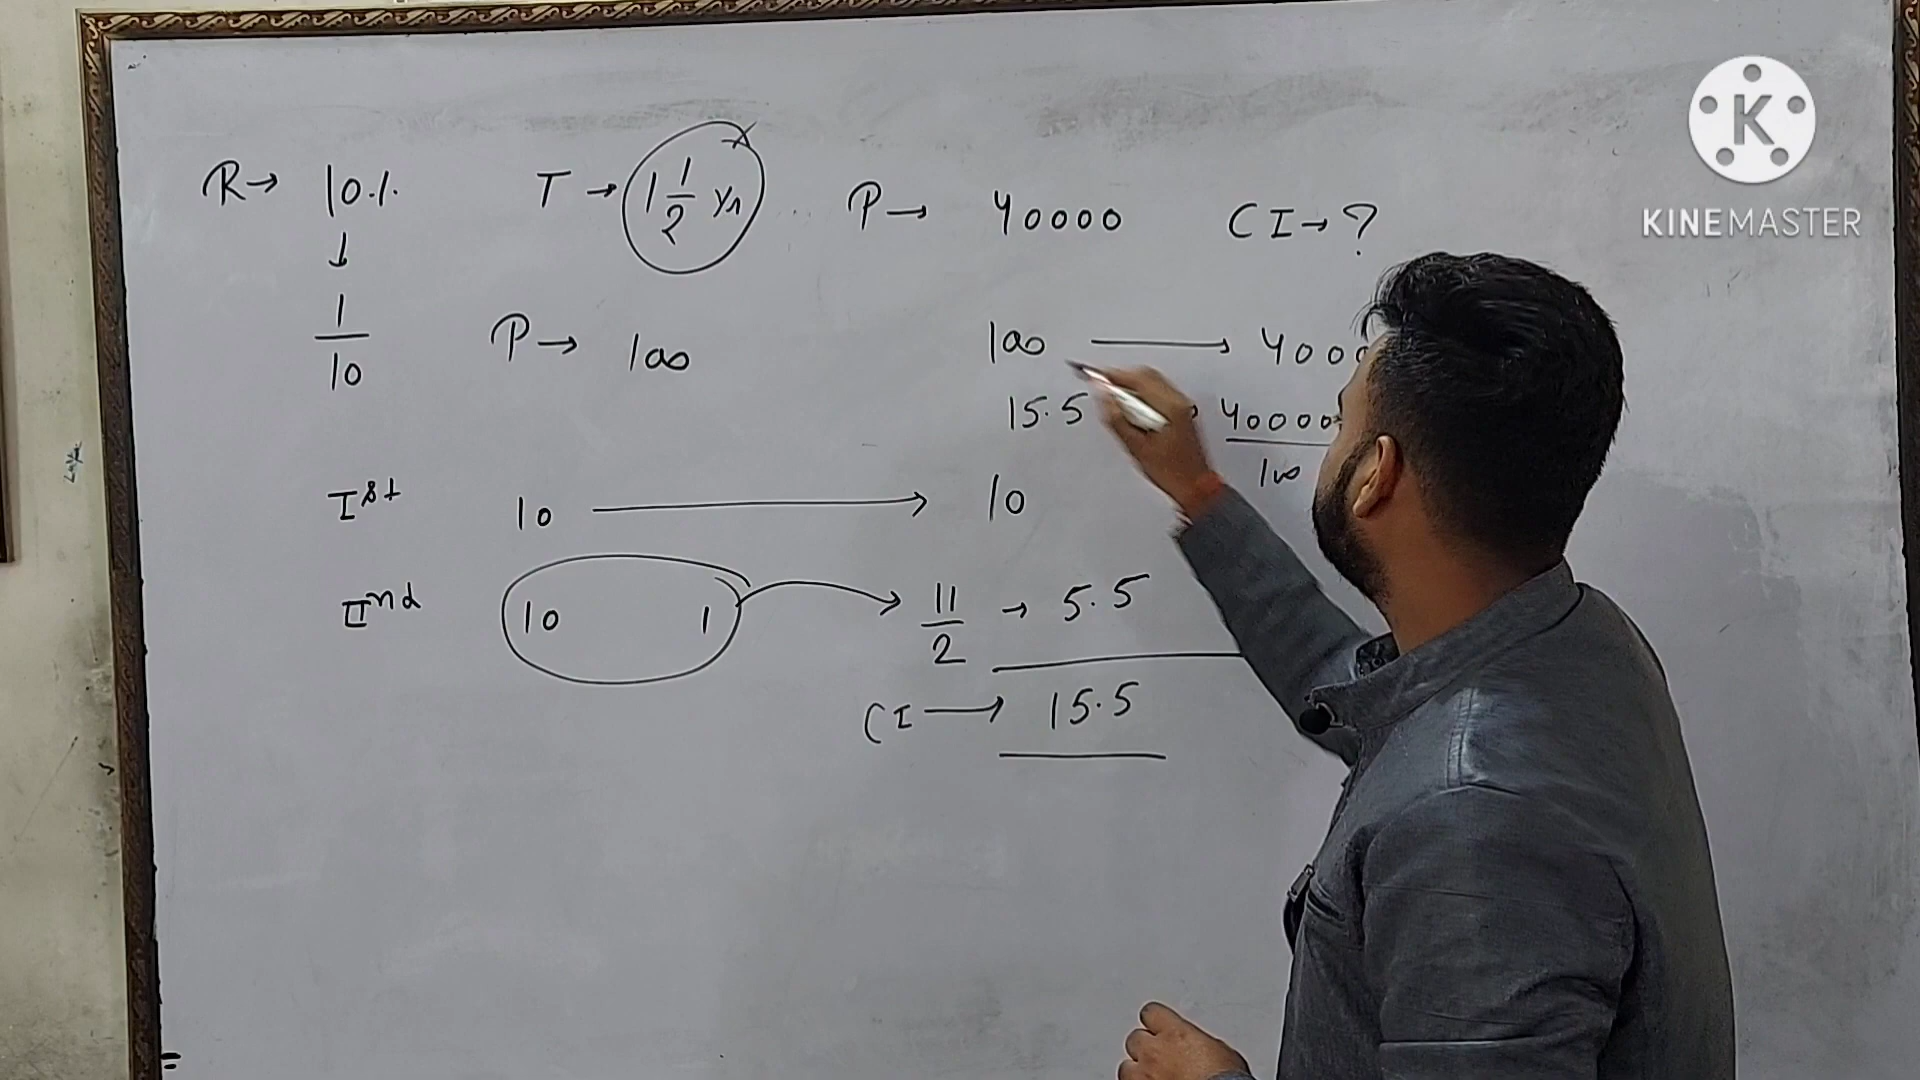 R → 10.%. T → 1 1/2 Yr P → 40000 CI → ?
↓
1/10 P → 100 100 → 4000
15.5 → 40000
100
Ist 10 → 10
IInd 10 1 → 11/2 → 5.5
CI → 15.5
K
KINEMASTER